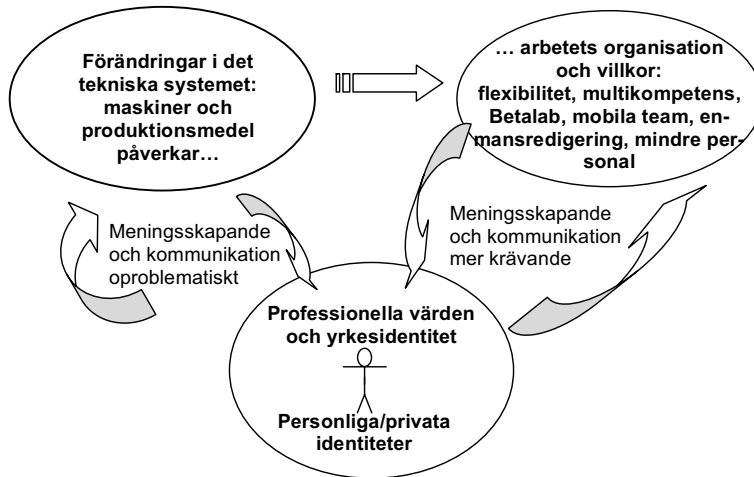 Förändringar i det
tekniska systemet:
maskiner och
produktionsmedel
påverkar…
… arbetets organisation
och villkor:
flexibilitet, multikompetens,
Betalab, mobila team, en-
mansredigering, mindre per-
sonal
Meningsskapande
och kommunikation
oproblematiskt
Meningsskapande
och kommunikation
mer krävande
Professionella värden
och yrkesidentitet
Personliga/privata
identiteter